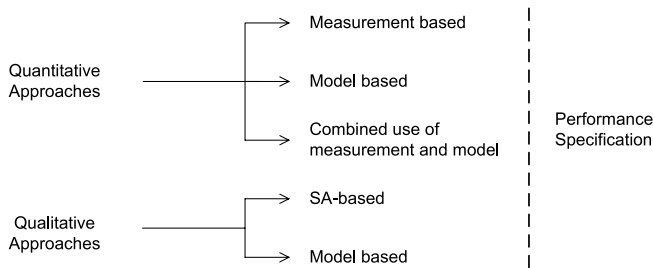 Measurement based
Quantitative
Approaches
Model based
Combined use of
measurement and model
Performance
Specification
SA-based
Qualitative
Approaches
Model based